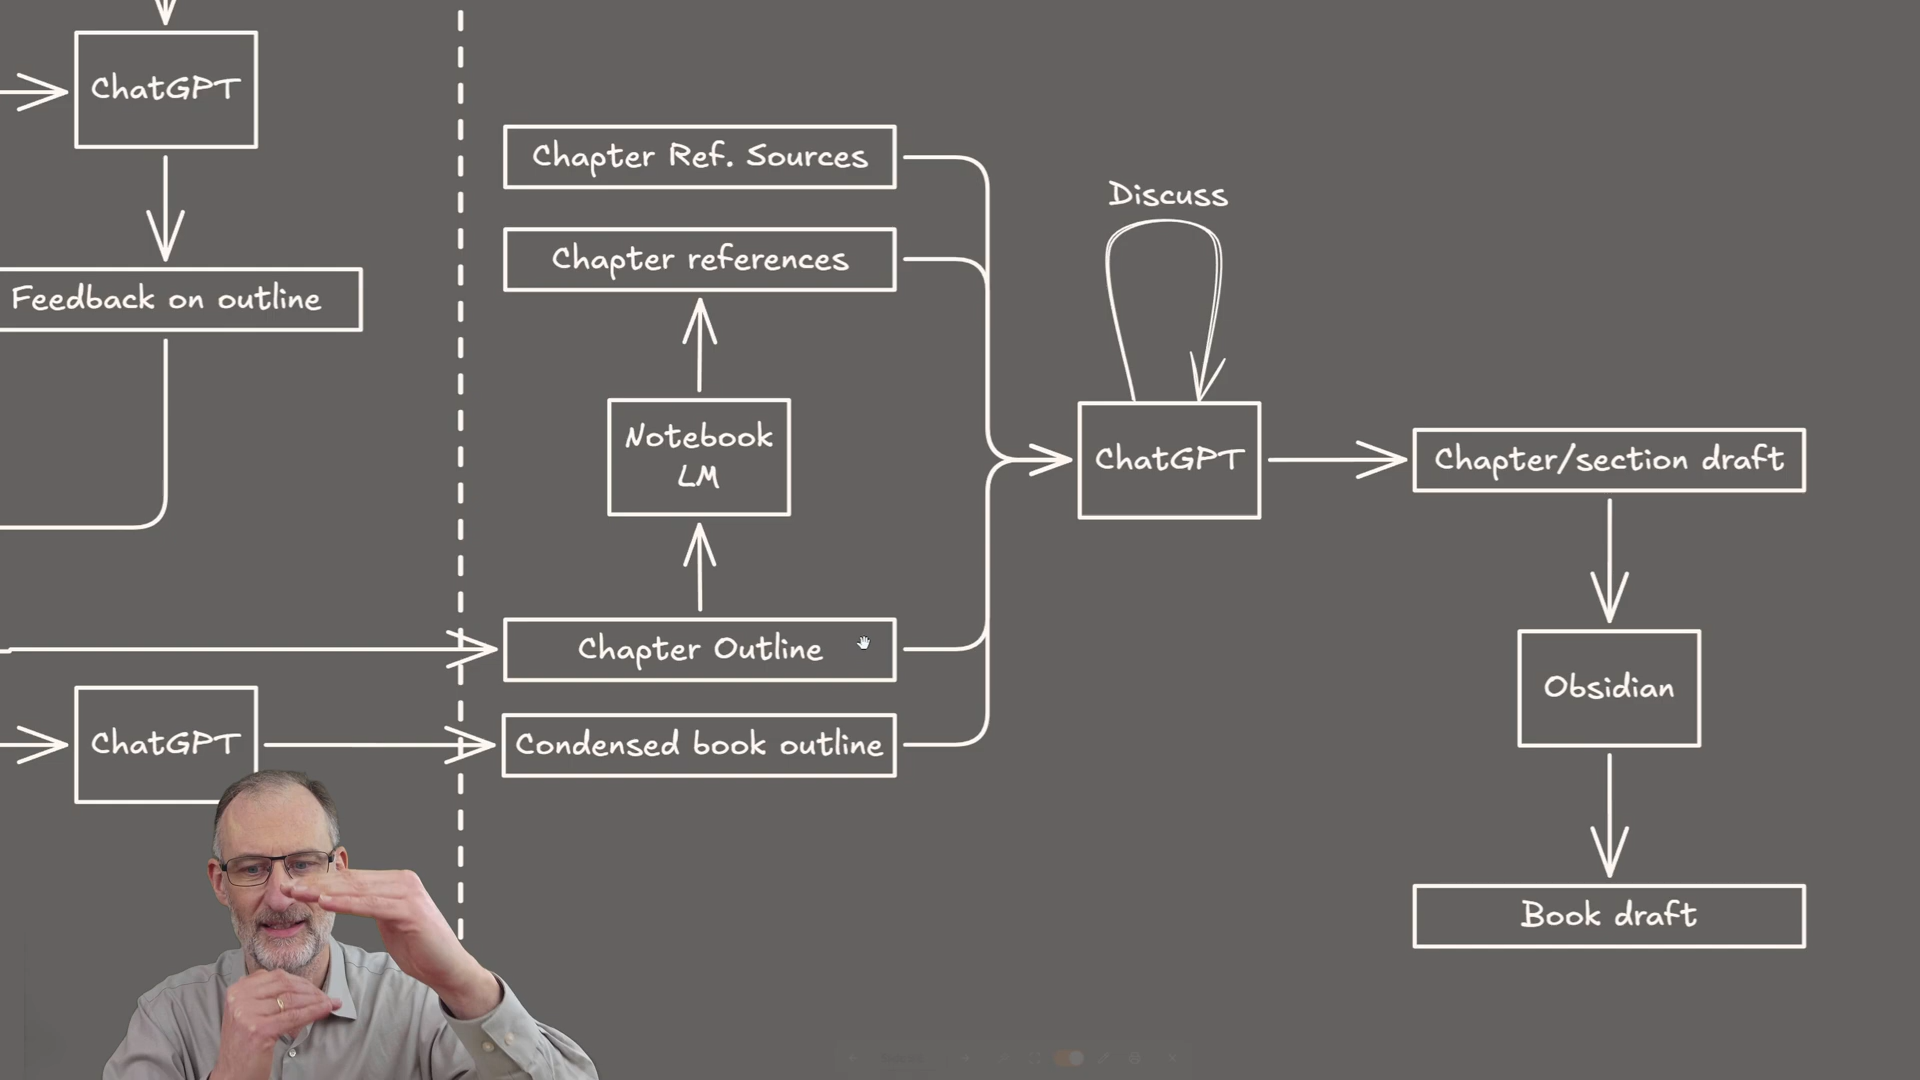 ChatGPT
Feedback on outline
ChatGPT
Chapter Ref. Sources
Chapter references
Notebook
LM
Chapter Outline
Condensed book outline
Discuss
ChatGPT
Chapter/section draft
Obsidian
Book draft